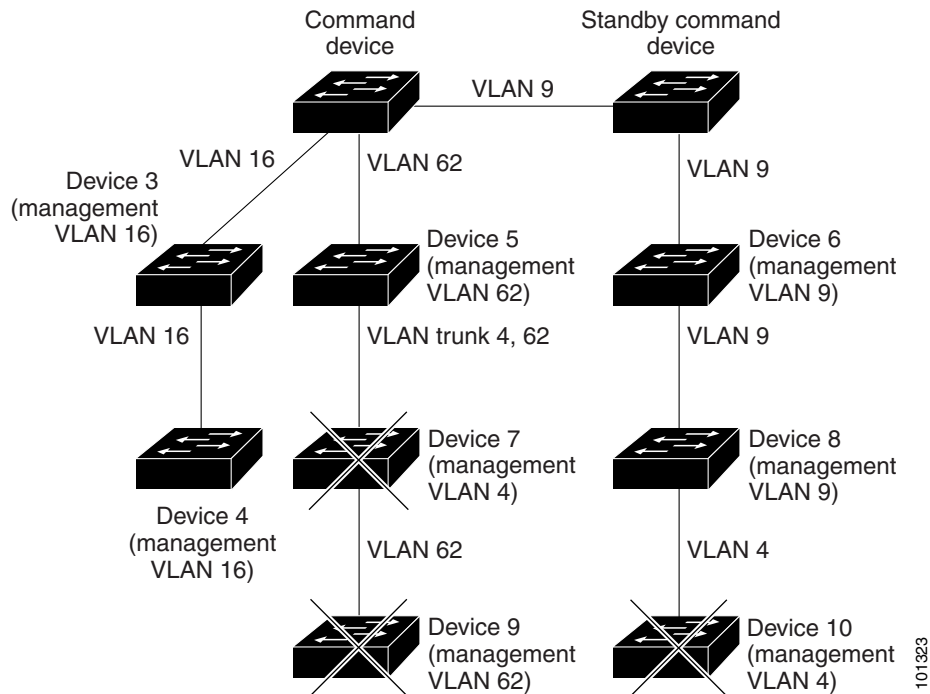 Command
device
Standby command
device
VLAN 9
VLAN 16
VLAN 62
VLAN 9
Device 3
(management
VLAN 16)
Device 5
(management
VLAN 62)
Device 6
(management
VLAN 9)
VLAN 16
VLAN trunk 4, 62
VLAN 9
Device 7
(management
VLAN 4)
Device 8
(management
VLAN 9)
Device 4
(management
VLAN 16)
VLAN 62
VLAN 4
Device 9
(management
VLAN 62)
Device 10
(management
VLAN 4)
101323